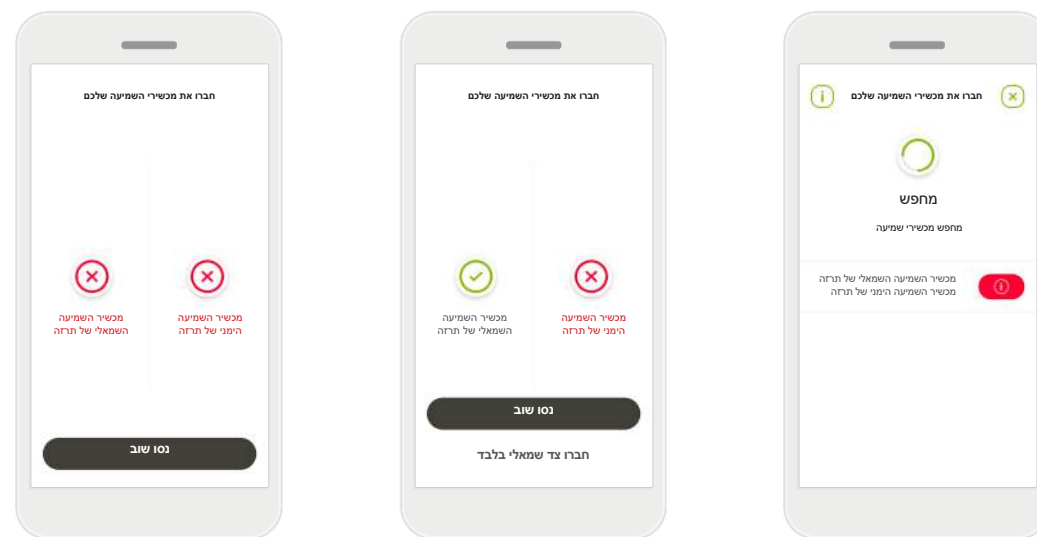 חברו את מכשירי השמיעה שלכם
מכשיר השמיעה
הימני של תרזה
מכשיר השמיעה
השמאלי של תרזה
נסו שוב
חברו את מכשירי השמיעה שלכם
מכשיר השמיעה
הימני של תרזה
מכשיר השמיעה
השמאלי של תרזה
נסו שוב
חברו צד שמאלי בלבד
חברו את מכשירי השמיעה שלכם
מחפש
מחפש מכשירי שמיעה
מכשיר השמיעה השמאלי של תרזה
מכשיר השמיעה הימני של תרזה